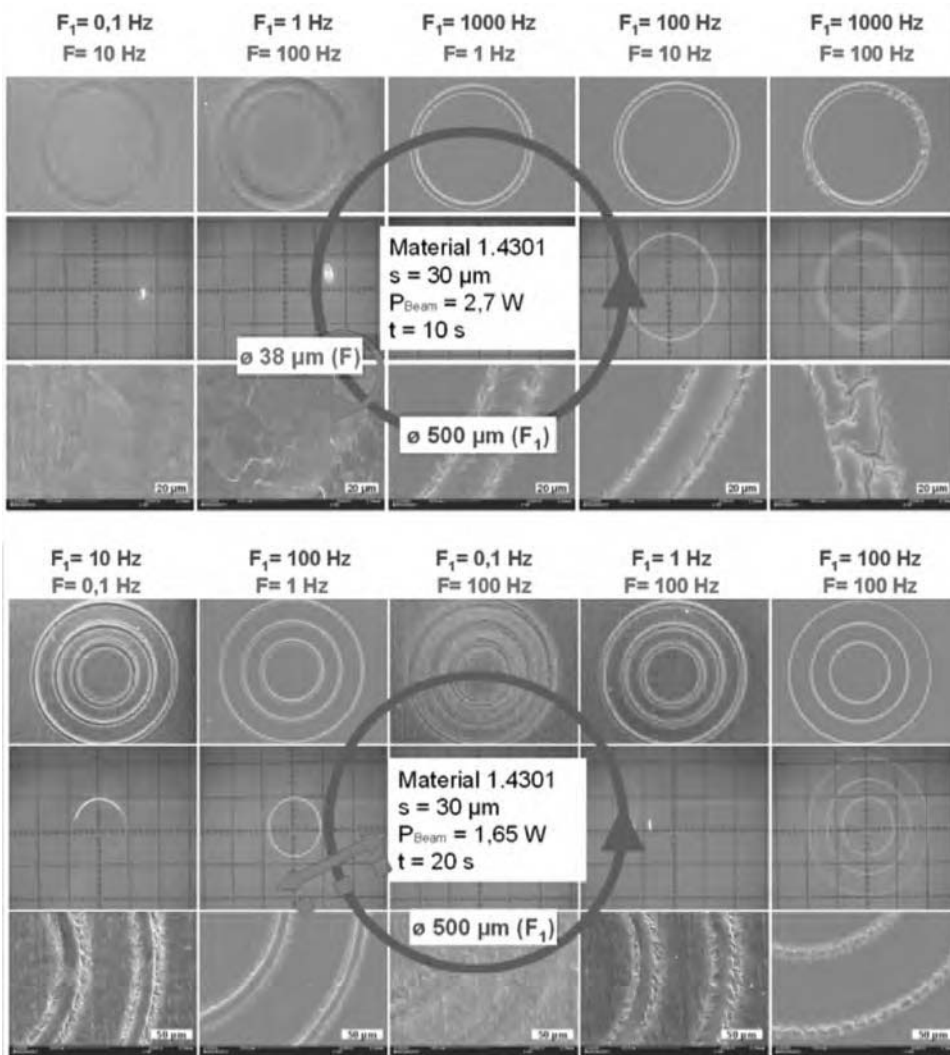 F₁= 0,1 Hz F₁= 1 Hz F₁= 1000 Hz F₁= 100 Hz F₁= 1000 Hz
F= 10 Hz F= 100 Hz F= 1 Hz F= 10 Hz F= 100 Hz
Material 1.4301
s = 30 µm
P_Beam = 2,7 W
t = 10 s
ø 38 µm (F)
ø 500 µm (F₁)
20 µm 20 µm 20 µm 20 µm 20 µm
F₁= 10 Hz F₁= 100 Hz F₁= 0,1 Hz F₁= 1 Hz F₁= 100 Hz
F= 0,1 Hz F= 1 Hz F= 100 Hz F= 100 Hz F= 100 Hz
Material 1.4301
s = 30 µm
P_Beam = 1,65 W
t = 20 s
ø 500 µm (F₁)
50 µm 50 µm 50 µm 50 µm 50 µm